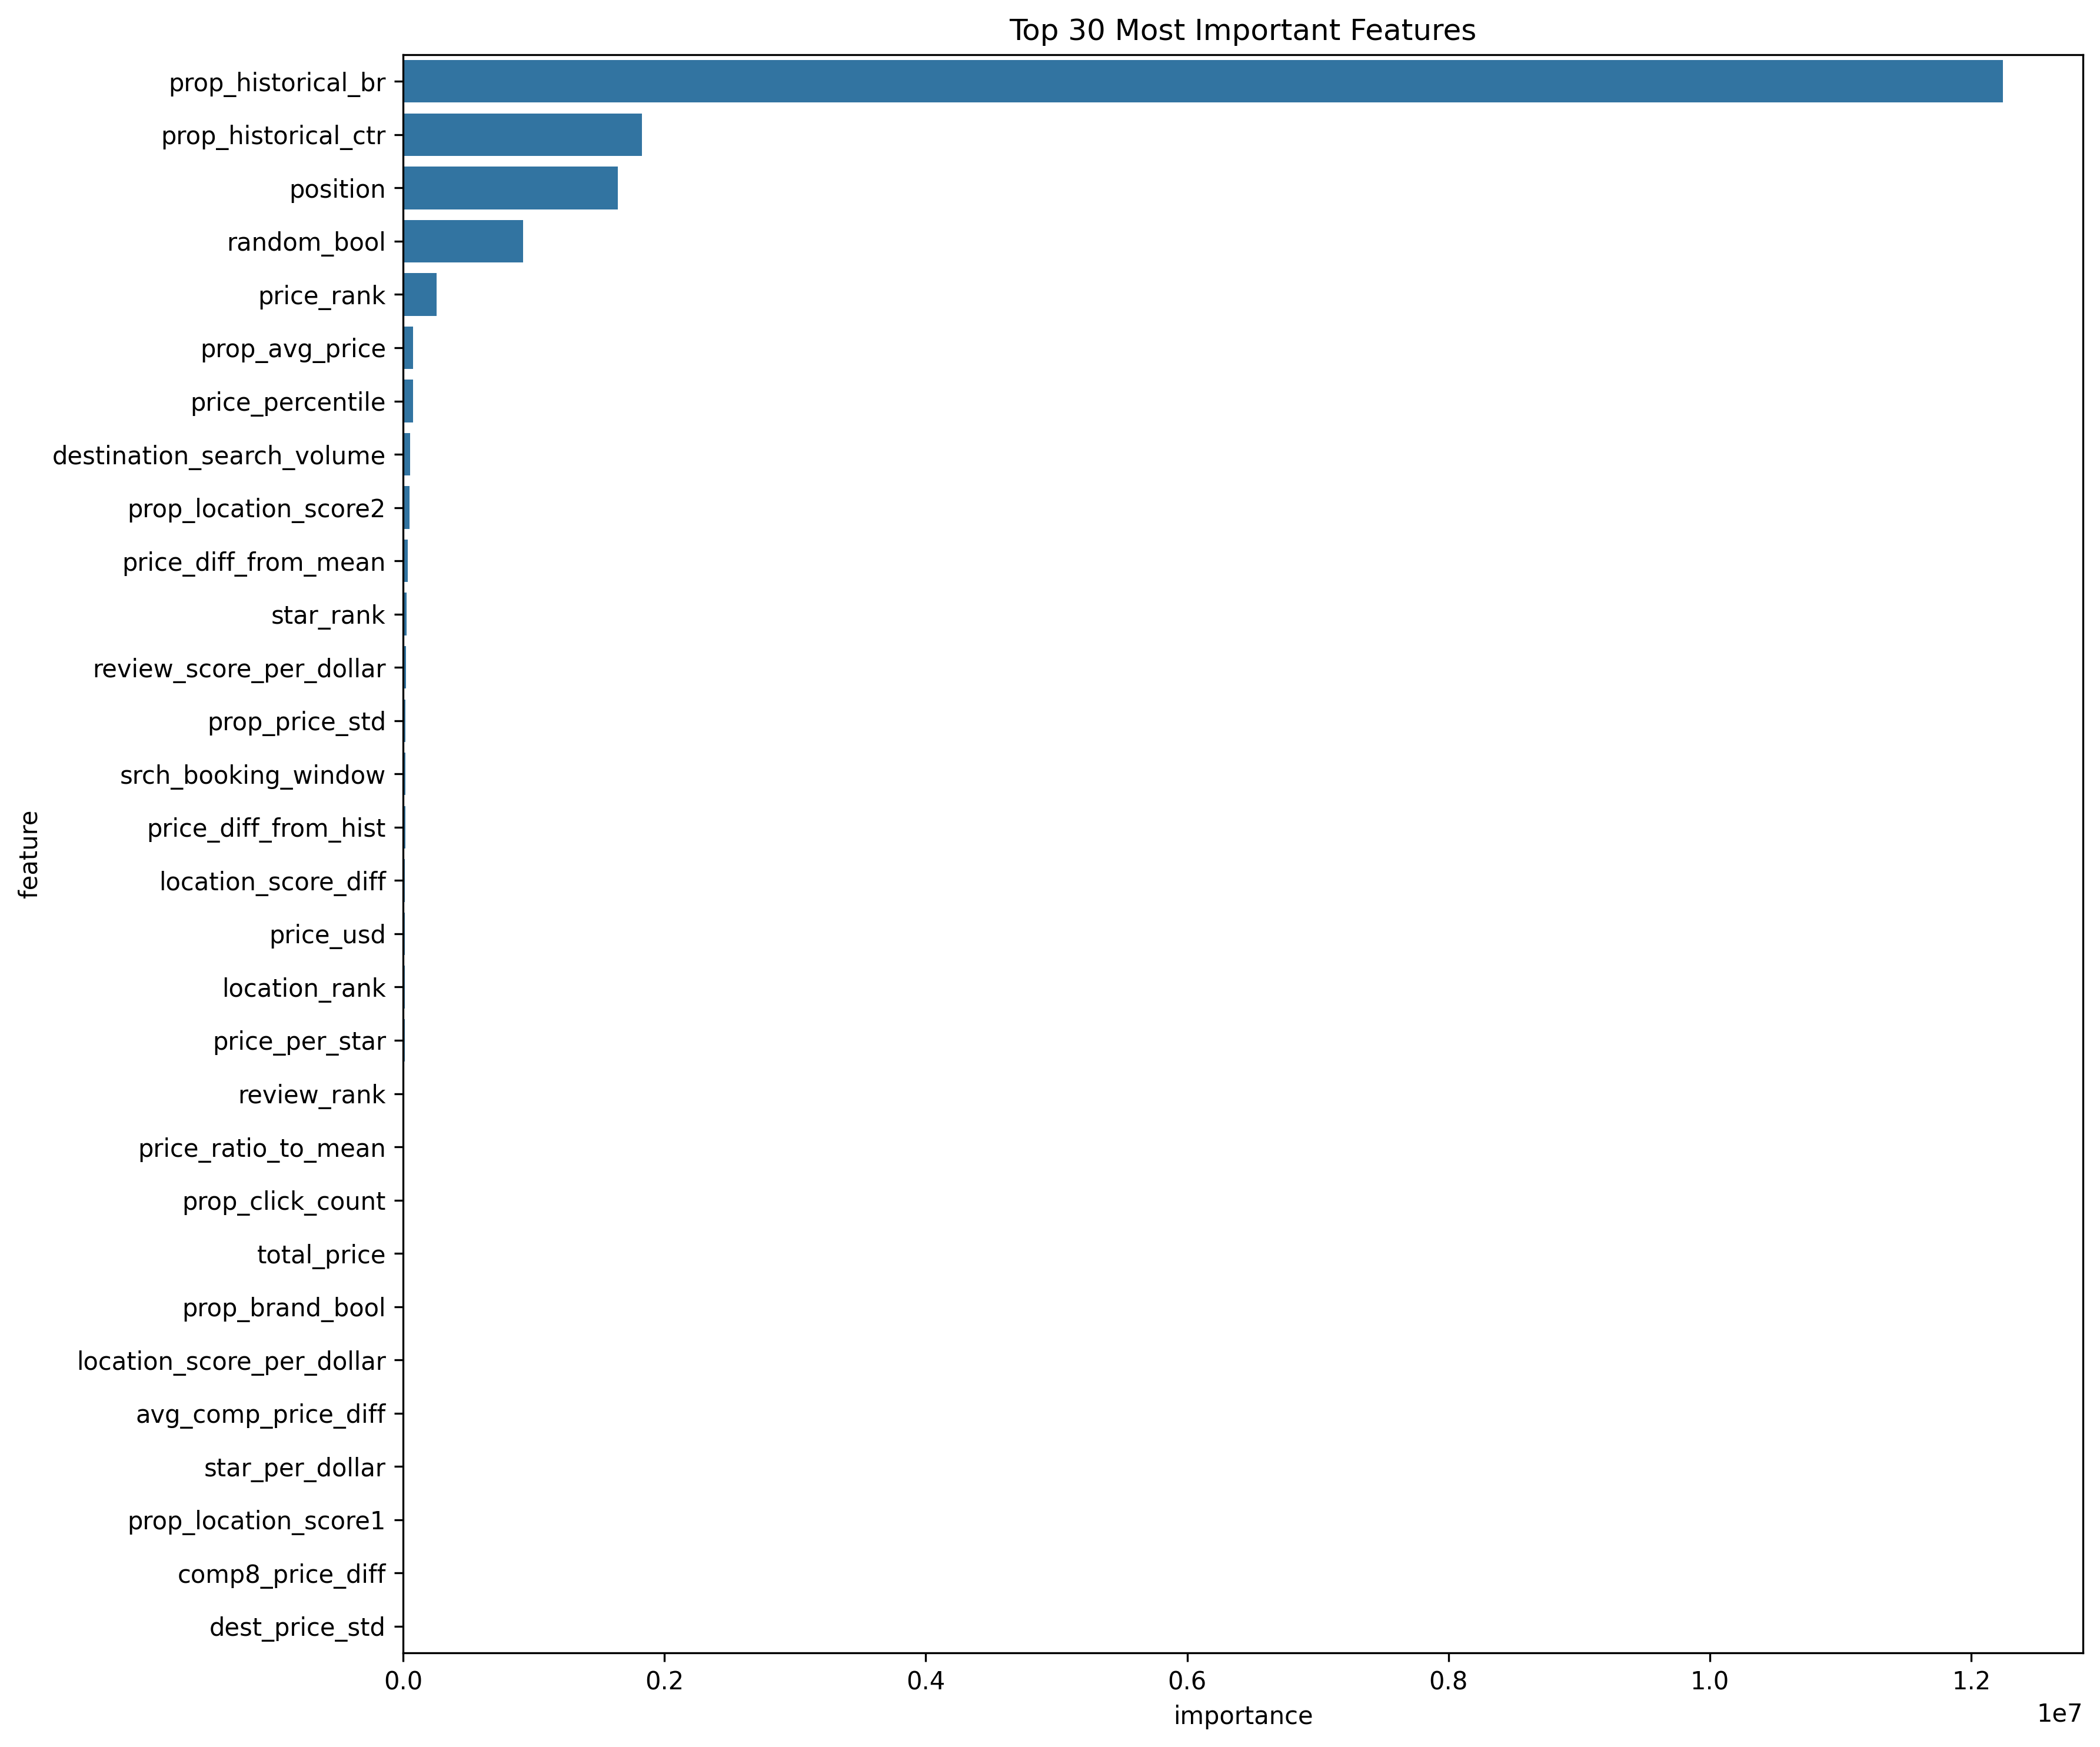 Top 30 Most Important Features
prop_historical_br
prop_historical_ctr
position
random_bool
price_rank
prop_avg_price
price_percentile
destination_search_volume
prop_location_score2
price_diff_from_mean
star_rank
review_score_per_dollar
prop_price_std
srch_booking_window
price_diff_from_hist
location_score_diff
price_usd
location_rank
price_per_star
review_rank
price_ratio_to_mean
prop_click_count
total_price
prop_brand_bool
location_score_per_dollar
avg_comp_price_diff
star_per_dollar
prop_location_score1
comp8_price_diff
dest_price_std
feature
0.0 0.2 0.4 0.6 0.8 1.0 1.2
1e7
importance